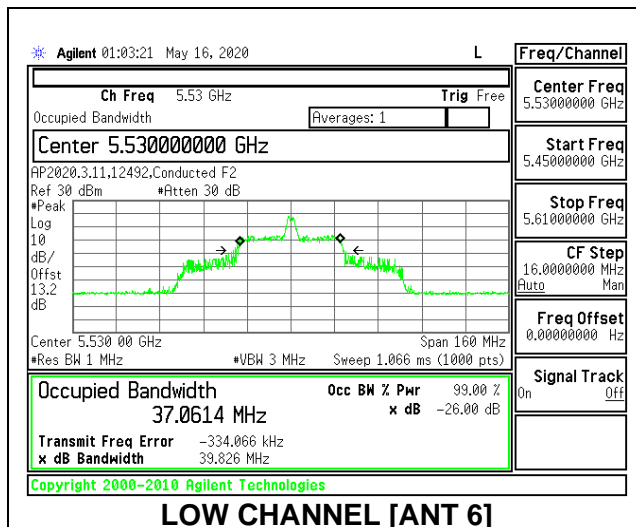 Agilent 01:03:21 May 16, 2020 L
Freq/Channel
Ch Freq 5.53 GHz Trig Free
Occupied Bandwidth Averages: 1
Center 5.530000000 GHz
AP2020.3.11,12492,Conducted F2
Ref 30 dBm #Atten 30 dB
#Peak
Log
10
dB/
Offst
13.2
dB
Center 5.530 00 GHz Span 160 MHz
#Res BW 1 MHz #VBW 3 MHz Sweep 1.066 ms (1000 pts)
Occupied Bandwidth Occ BW % Pwr 99.00 %
37.0614 MHz x dB -26.00 dB
Transmit Freq Error -334.066 kHz
x dB Bandwidth 39.826 MHz
Copyright 2000-2010 Agilent Technologies
Center Freq
5.53000000 GHz
Start Freq
5.45000000 GHz
Stop Freq
5.61000000 GHz
CF Step
16.0000000 MHz
Auto Man
Freq Offset
0.00000000 Hz
Signal Track
On Off
LOW CHANNEL [ANT 6]